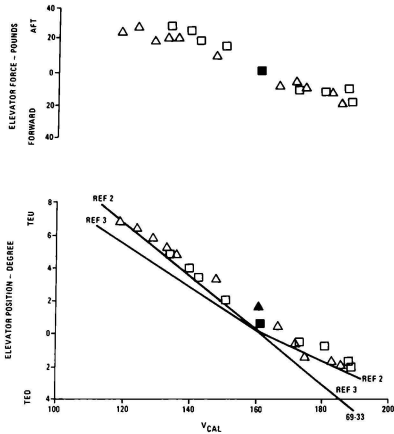 ELEVATOR FORCE - POUNDS
AFT
FORWARD
40
20
0
20
40
ELEVATOR POSITION - DEGREE
TEU
TED
8
6
4
2
0
2
4
REF 2
REF 3
REF 2
REF 3
69-33
100 120 140 160 180 200
VCAL